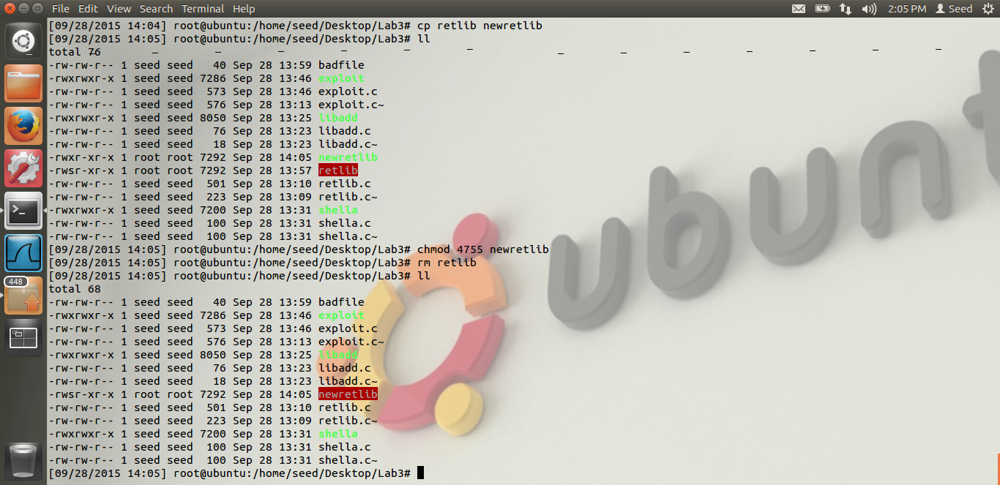 File Edit View Search Terminal Help
2:05 PM Seed
[09/28/2015 14:04] root@ubuntu:/home/seed/Desktop/Lab3# cp retlib newretlib
[09/28/2015 14:05] root@ubuntu:/home/seed/Desktop/Lab3# ll
total 76
-rw-rw-r-- 1 seed seed   40 Sep 28 13:59 badfile
-rwxrwxr-x 1 seed seed 7286 Sep 28 13:46 exploit
-rw-rw-r-- 1 seed seed  573 Sep 28 13:46 exploit.c
-rw-rw-r-- 1 seed seed  576 Sep 28 13:13 exploit.c~
-rwxrwxr-x 1 seed seed 8050 Sep 28 13:25 libadd
-rw-rw-r-- 1 seed seed   76 Sep 28 13:23 libadd.c
-rw-rw-r-- 1 seed seed   18 Sep 28 13:23 libadd.c~
-rwxr-xr-x 1 root root 7292 Sep 28 14:05 newretlib
-rwsr-xr-x 1 root root 7292 Sep 28 13:57 retlib
-rw-rw-r-- 1 seed seed  501 Sep 28 13:10 retlib.c
-rw-rw-r-- 1 seed seed  223 Sep 28 13:09 retlib.c~
-rwxrwxr-x 1 seed seed 7200 Sep 28 13:31 shella
-rw-rw-r-- 1 seed seed  100 Sep 28 13:31 shella.c
-rw-rw-r-- 1 seed seed  100 Sep 28 13:31 shella.c~
[09/28/2015 14:05] root@ubuntu:/home/seed/Desktop/Lab3# chmod 4755 newretlib
[09/28/2015 14:05] root@ubuntu:/home/seed/Desktop/Lab3# rm retlib
[09/28/2015 14:05] root@ubuntu:/home/seed/Desktop/Lab3# ll
total 68
-rw-rw-r-- 1 seed seed   40 Sep 28 13:59 badfile
-rwxrwxr-x 1 seed seed 7286 Sep 28 13:46 exploit
-rw-rw-r-- 1 seed seed  573 Sep 28 13:46 exploit.c
-rw-rw-r-- 1 seed seed  576 Sep 28 13:13 exploit.c~
-rwxrwxr-x 1 seed seed 8050 Sep 28 13:25 libadd
-rw-rw-r-- 1 seed seed   76 Sep 28 13:23 libadd.c
-rw-rw-r-- 1 seed seed   18 Sep 28 13:23 libadd.c~
-rwsr-xr-x 1 root root 7292 Sep 28 14:05 newretlib
-rw-rw-r-- 1 seed seed  501 Sep 28 13:10 retlib.c
-rw-rw-r-- 1 seed seed  223 Sep 28 13:09 retlib.c~
-rwxrwxr-x 1 seed seed 7200 Sep 28 13:31 shella
-rw-rw-r-- 1 seed seed  100 Sep 28 13:31 shella.c
-rw-rw-r-- 1 seed seed  100 Sep 28 13:31 shella.c~
[09/28/2015 14:05] root@ubuntu:/home/seed/Desktop/Lab3#
448
ubunt